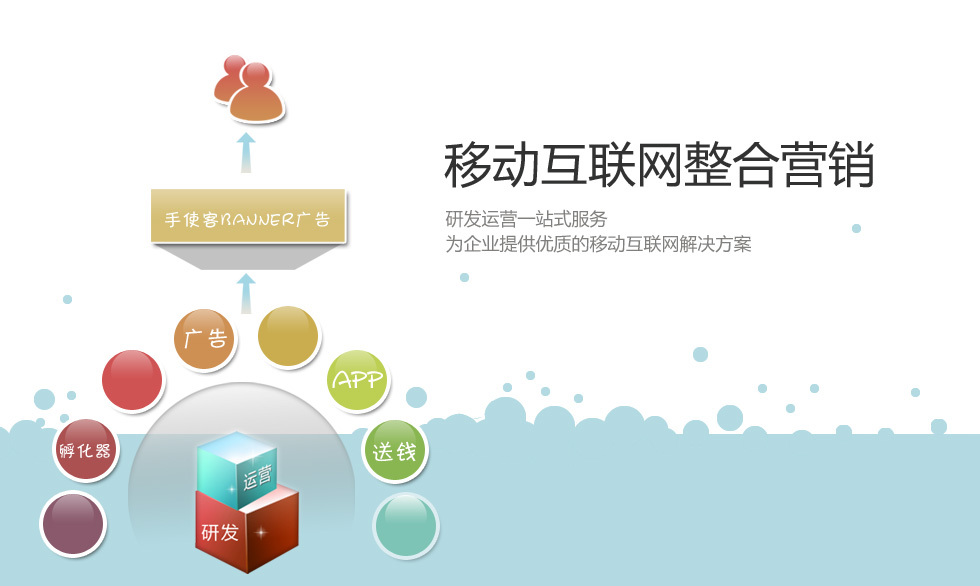 移动互联网整合营销
研发运营一站式服务
为企业提供优质的移动互联网解决方案
手使客BANNER广告
广告
APP
孵化器
送钱
运营
研发